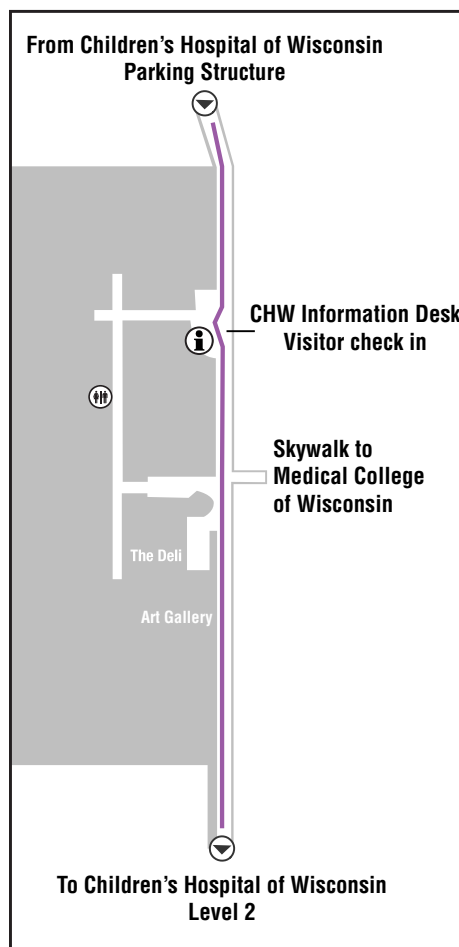 From Children's Hospital of Wisconsin
Parking Structure
CHW Information Desk
Visitor check in
i
Skywalk to
Medical College
of Wisconsin
The Deli
Art Gallery
To Children's Hospital of Wisconsin
Level 2